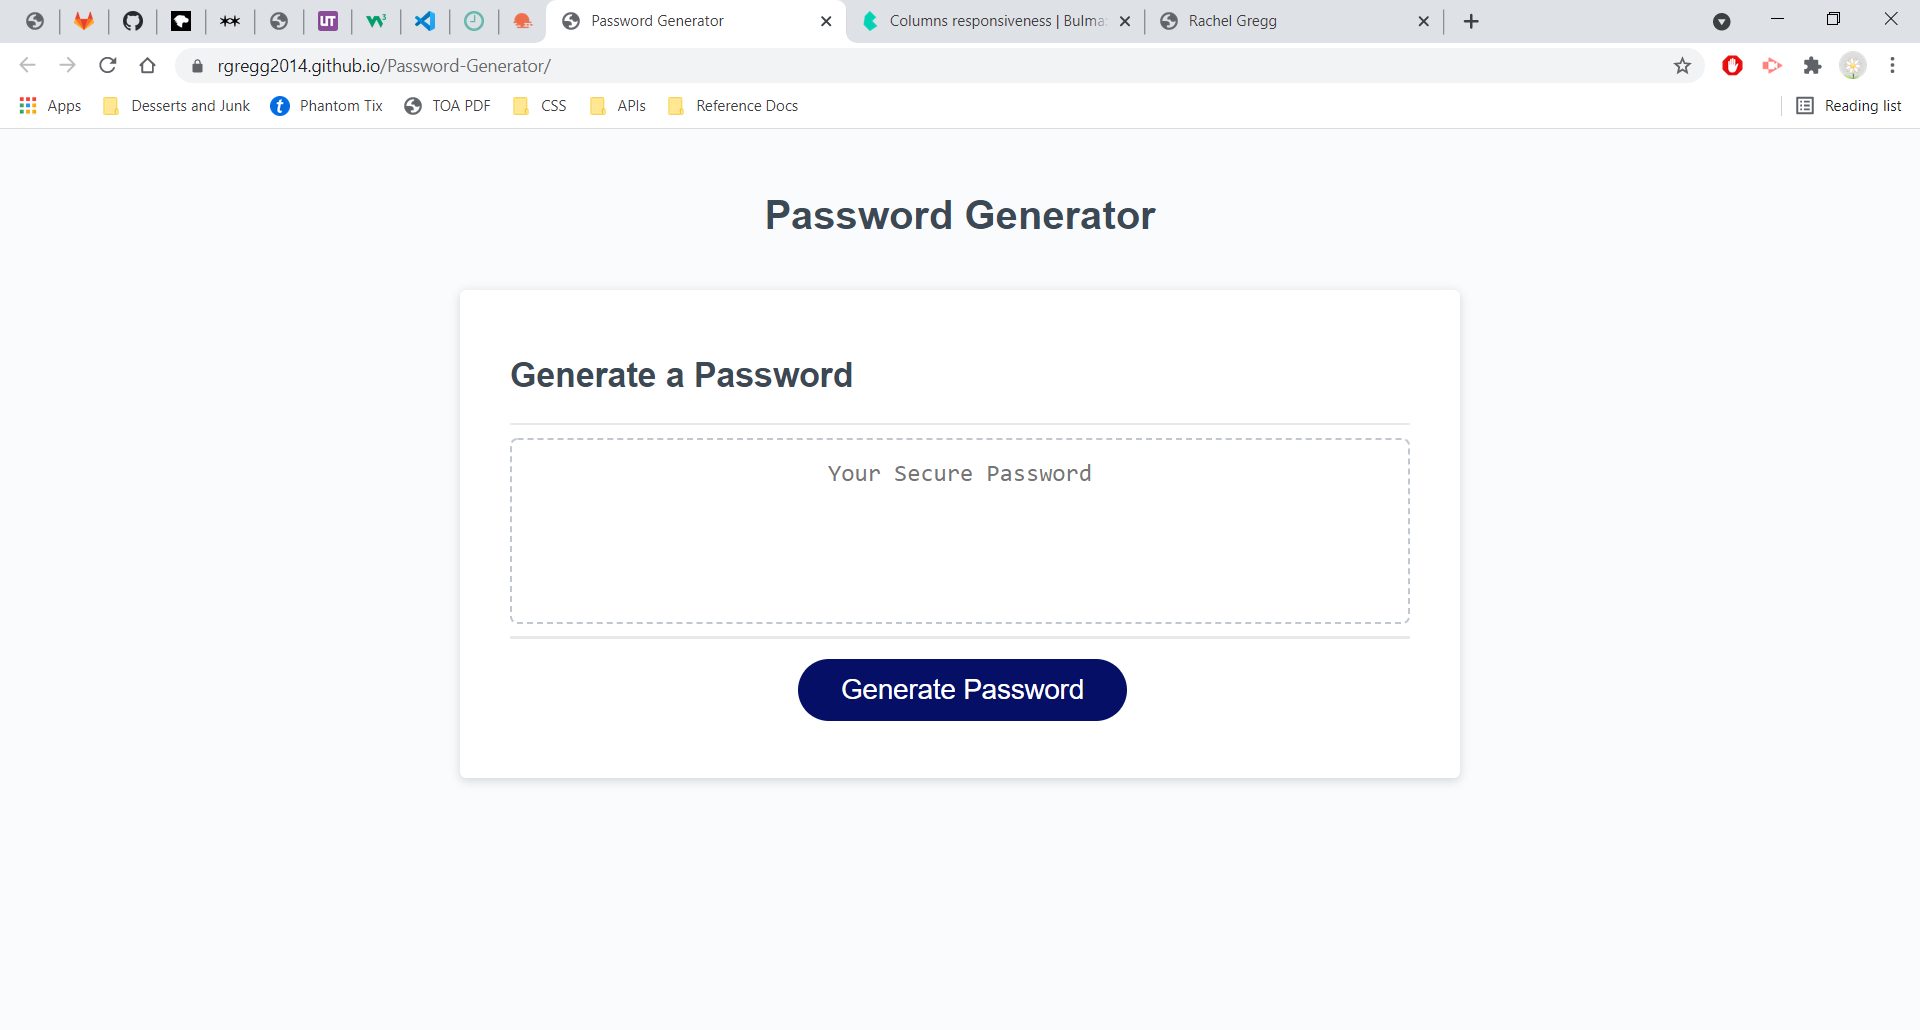 Password Generator
Columns responsiveness | Bulma:
Rachel Gregg
rgregg2014.github.io/Password-Generator/
Apps
Desserts and Junk
Phantom Tix
TOA PDF
CSS
APIs
Reference Docs
Reading list
Password Generator
Generate a Password
Your Secure Password
Generate Password